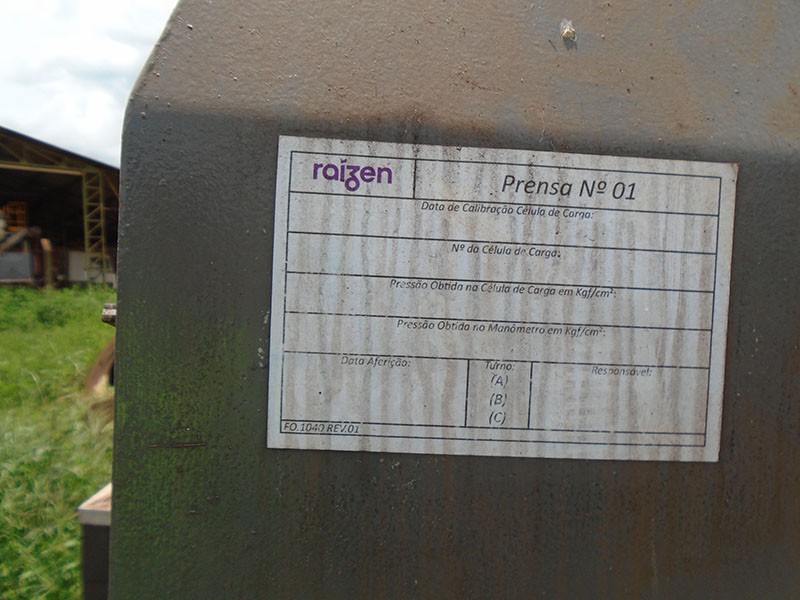 raízen
Prensa Nº 01
Data de Calibração Célula de Carga:
Nº da Célula de Carga:
Pressão Obtida na Célula de Carga em Kgf/cm²:
Pressão Obtida no Manômetro em Kgf/cm²:
Data Aferição:
Turno:
(A)
(B)
(C)
Responsável:
FO.1040 REV.01